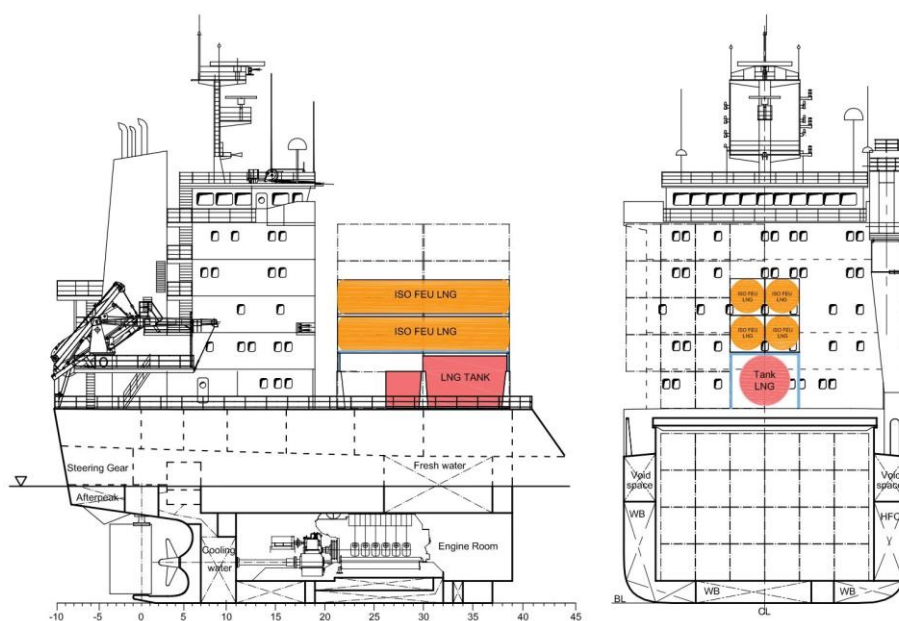 ISO FEU LNG
ISO FEU LNG
LNG TANK
Steering Gear
Fresh water
Afterpeak
Cooling
water
Engine Room
-10 -5 0 5 10 15 20 25 30 35 40 45
ISO FEU
LNG
ISO FEU
LNG
ISO FEU
LNG
ISO FEU
LNG
Tank
LNG
Void
space
Void
space
WB
HFO
WB
WB
BL
CL